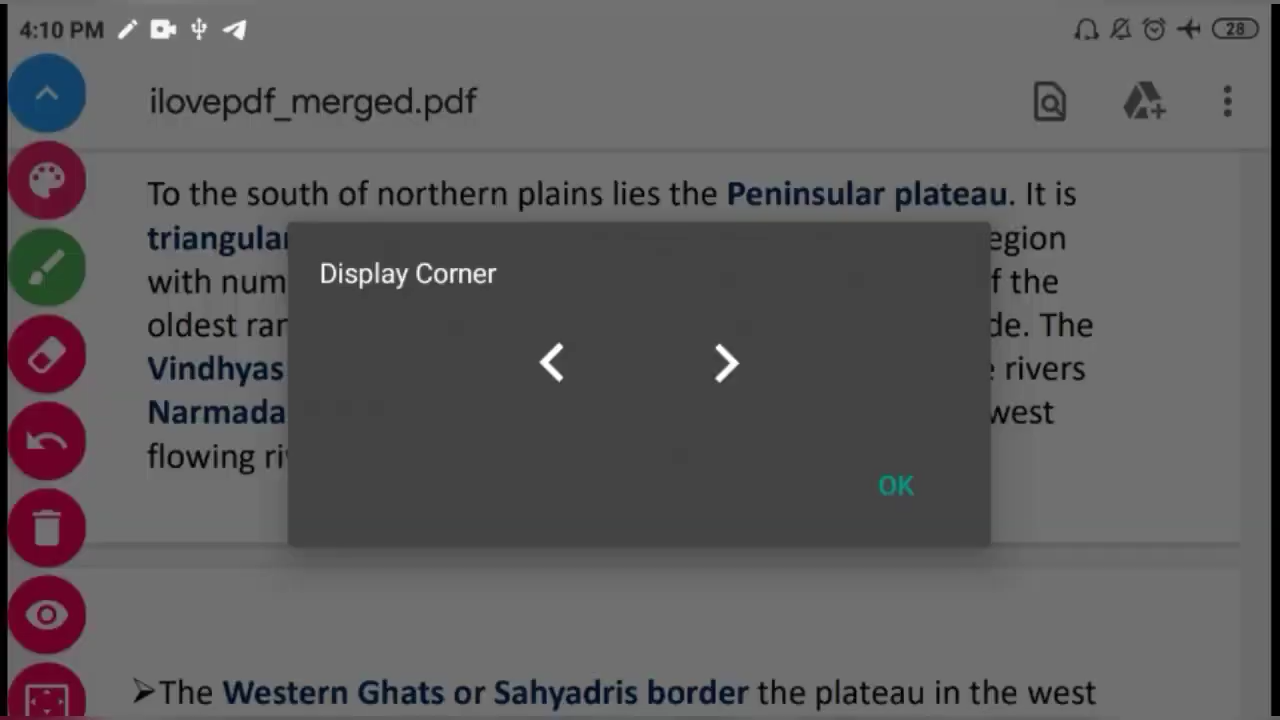 4:10 PM
28
ilovepdf_merged.pdf
To the south of northern plains lies the Peninsular plateau. It is
triangular egion
with num f the
oldest ran de. The
Vindhyas rivers
Narmada west
flowing ri
Display Corner
OK
➢The Western Ghats or Sahyadris border the plateau in the west